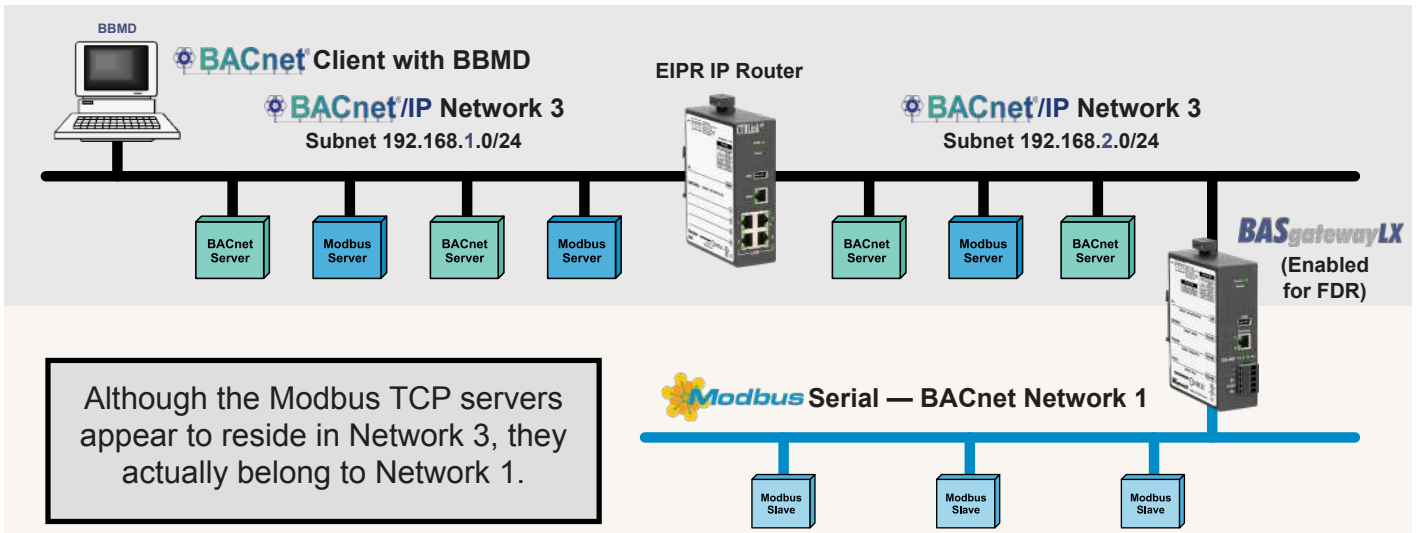 BBMD
BACnet® Client with BBMD
BACnet®/IP Network 3
Subnet 192.168.1.0/24
EIPR IP Router
CTRLink
BACnet®/IP Network 3
Subnet 192.168.2.0/24
BACnet
Server
Modbus
Server
BACnet
Server
Modbus
Server
BACnet
Server
Modbus
Server
BACnet
Server
BASgatewayLX
(Enabled
for FDR)
Although the Modbus TCP servers
appear to reside in Network 3, they
actually belong to Network 1.
Modbus Serial — BACnet Network 1
Modbus
Slave
Modbus
Slave
Modbus
Slave